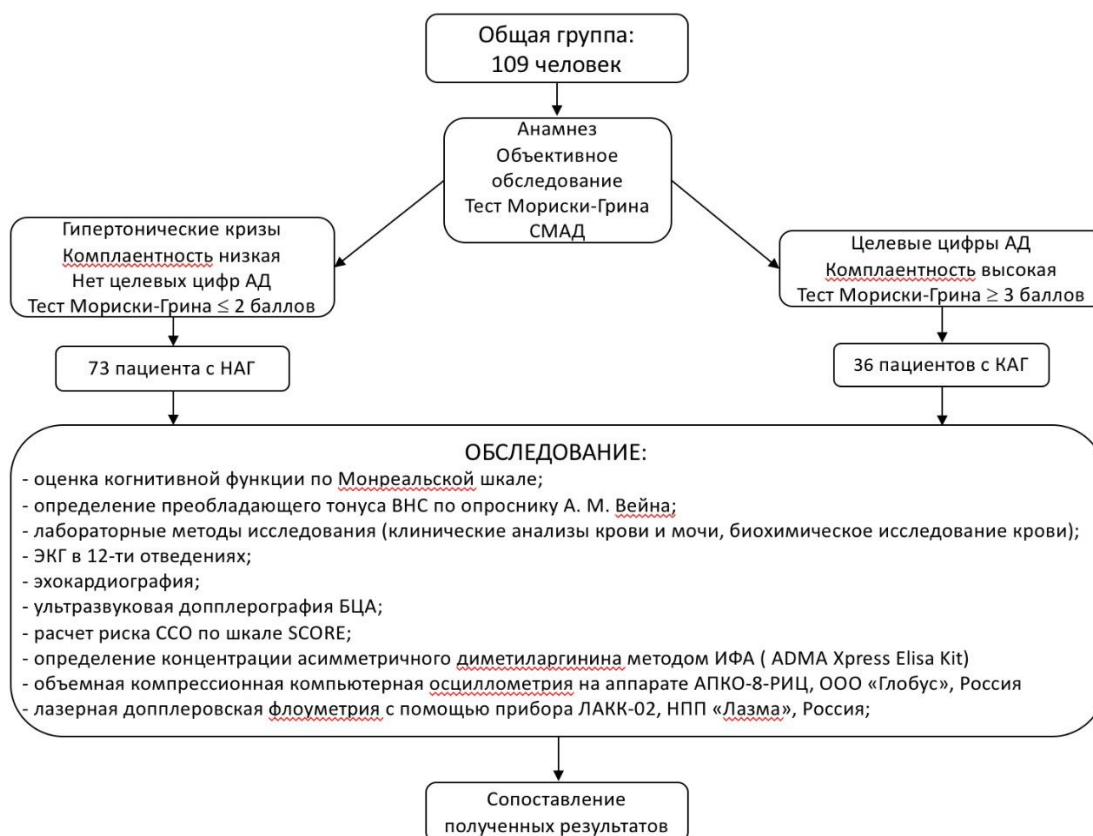 Общая группа:
109 человек
Анамнез
Объективное
обследование
Тест Мориски-Грина
СМАД
Гипертонические кризы
Комплаентность низкая
Нет целевых цифр АД
Тест Мориски-Грина ≤ 2 баллов
Целевые цифры АД
Комплаентность высокая
Тест Мориски-Грина ≥ 3 баллов
73 пациента с НАГ
36 пациентов с КАГ
ОБСЛЕДОВАНИЕ:
- оценка когнитивной функции по Монреальской шкале;
- определение преобладающего тонуса ВНС по опроснику А. М. Вейна;
- лабораторные методы исследования (клинические анализы крови и мочи, биохимическое исследование крови);
- ЭКГ в 12-ти отведениях;
- эхокардиография;
- ультразвуковая допплерография БЦА;
- расчет риска ССО по шкале SCORE;
- определение концентрации асимметричного диметиларгинина методом ИФА ( ADMA Xpress Elisa Kit)
- объемная компрессионная компьютерная осциллометрия на аппарате АПКО-8-РИЦ, ООО «Глобус», Россия
- лазерная допплеровская флоуметрия с помощью прибора ЛАКК-02, НПП «Лазма», Россия;
Сопоставление
полученных результатов